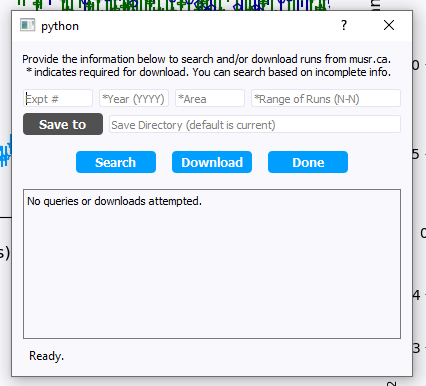 python
Provide the information below to search and/or download runs from musr.ca.
* indicates required for download. You can search based on incomplete info.
Expt # *Year (YYYY) *Area *Range of Runs (N-N)
Save to Save Directory (default is current)
Search Download Done
No queries or downloads attempted.
Ready.
0
5
s)
0
4
3